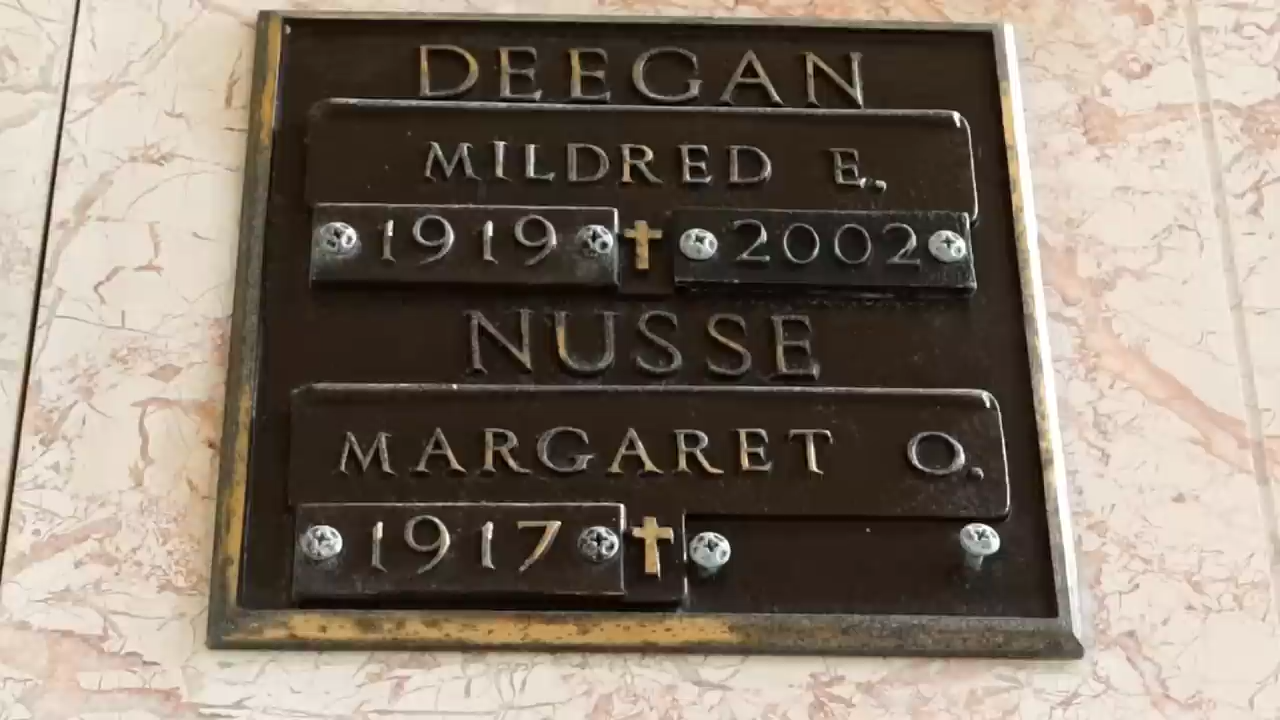 DEEGAN
MILDRED E.
1919 ✝ 2002
NUSSE
MARGARET O.
1917 ✝